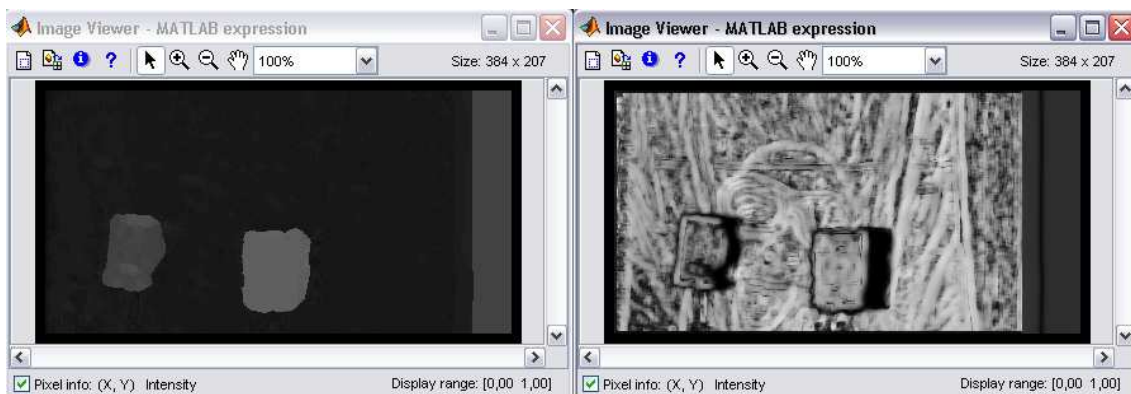 Image Viewer - MATLAB expression
100%
Size: 384 x 207
Pixel info: (X, Y) Intensity
Display range: [0,00 1,00]
Image Viewer - MATLAB expression
100%
Size: 384 x 207
Pixel info: (X, Y) Intensity
Display range: [0,00 1,00]